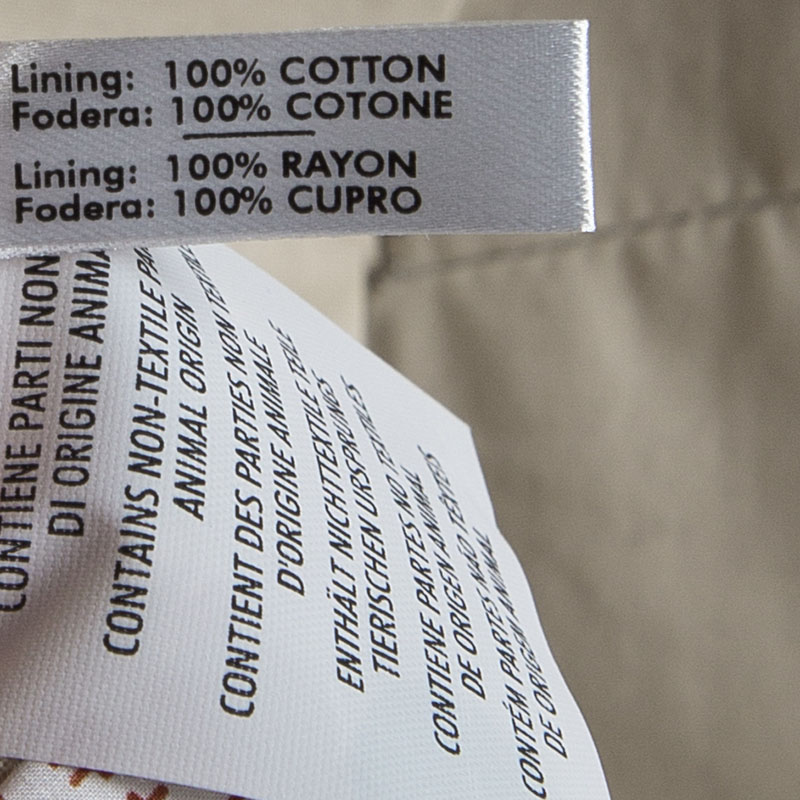 Lining: 100% COTTON
Fodera: 100% COTONE
Lining: 100% RAYON
Fodera: 100% CUPRO
CONTIENE PARTI NON
DI ORIGINE
CONTAINS NON-TEXTILE
ANIMAL ORIGIN
CONTIENT DES PARTIES NON
D'ORIGINE ANIMALE
ENTHÄLT NICHTTEXTILE TEILE
TIERISCHEN URSPRUNGS
CONTIENE PARTES NO
DE ORIGEN ANIMAL
CONTÉM PARTES NÃO
DE ORIGEM ANIMAL